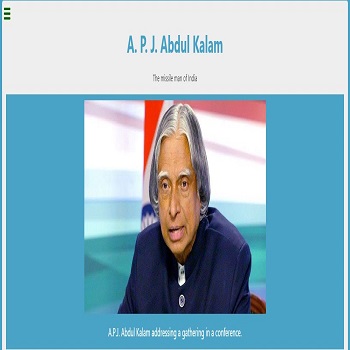 A. P. J. Abdul Kalam
The missile man of India
A.P.J. Abdul Kalam addressing a gathering in a conference.